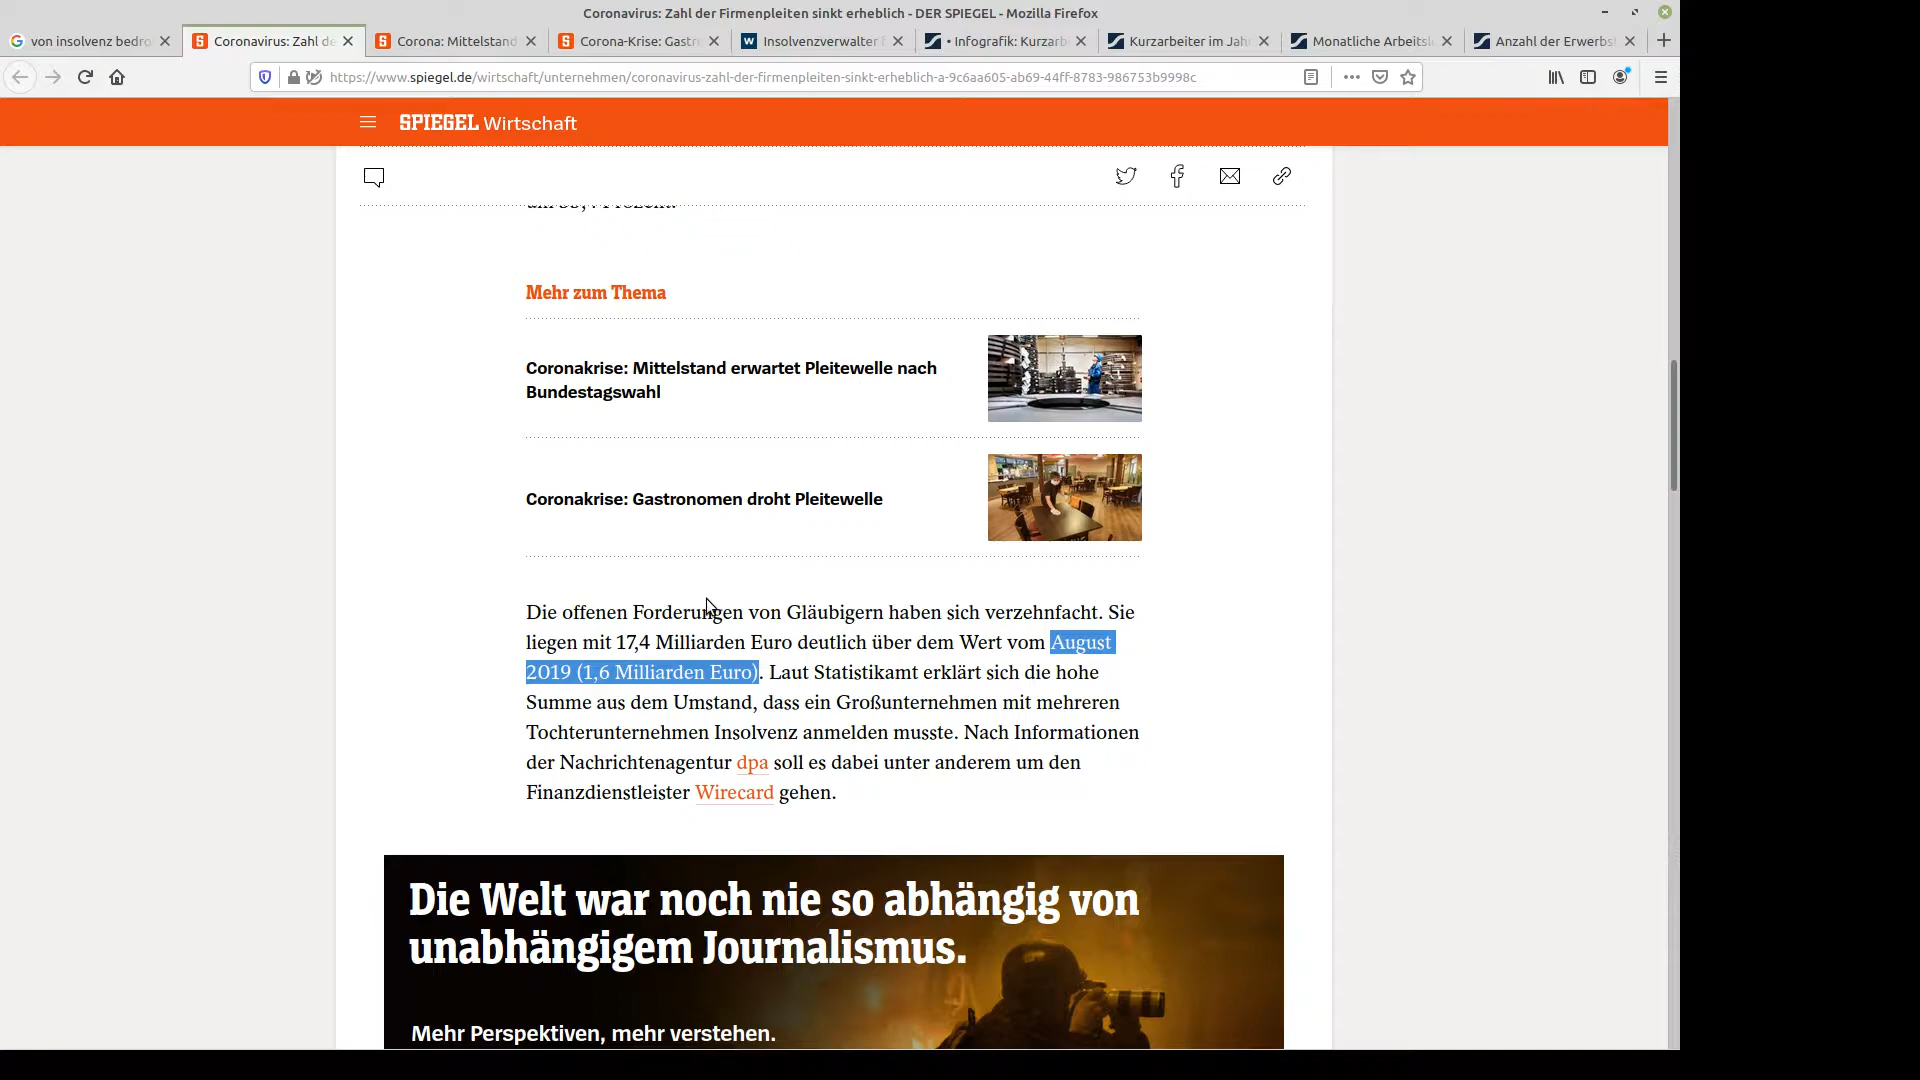 Coronavirus: Zahl der Firmenpleiten sinkt erheblich - DER SPIEGEL - Mozilla Firefox
von insolvenz bedro
Coronavirus: Zahl de
Corona: Mittelstand
Corona-Krise: Gastr
Insolvenzverwalter
• Infografik: Kurzarb
Kurzarbeiter im Jah
Monatliche Arbeitsl
Anzahl der Erwerbs
https://www.spiegel.de/wirtschaft/unternehmen/coronavirus-zahl-der-firmenpleiten-sinkt-erheblich-a-9c6aa605-ab69-44ff-8783-986753b9998c
SPIEGEL Wirtschaft
Mehr zum Thema
Coronakrise: Mittelstand erwartet Pleitewelle nach
Bundestagswahl
Coronakrise: Gastronomen droht Pleitewelle
Die offenen Forderungen von Gläubigern haben sich verzehnfacht. Sie
liegen mit 17,4 Milliarden Euro deutlich über dem Wert vom August
2019 (1,6 Milliarden Euro). Laut Statistikamt erklärt sich die hohe
Summe aus dem Umstand, dass ein Großunternehmen mit mehreren
Tochterunternehmen Insolvenz anmelden musste. Nach Informationen
der Nachrichtenagentur dpa soll es dabei unter anderem um den
Finanzdienstleister Wirecard gehen.
Die Welt war noch nie so abhängig von
unabhängigem Journalismus.
Mehr Perspektiven, mehr verstehen.